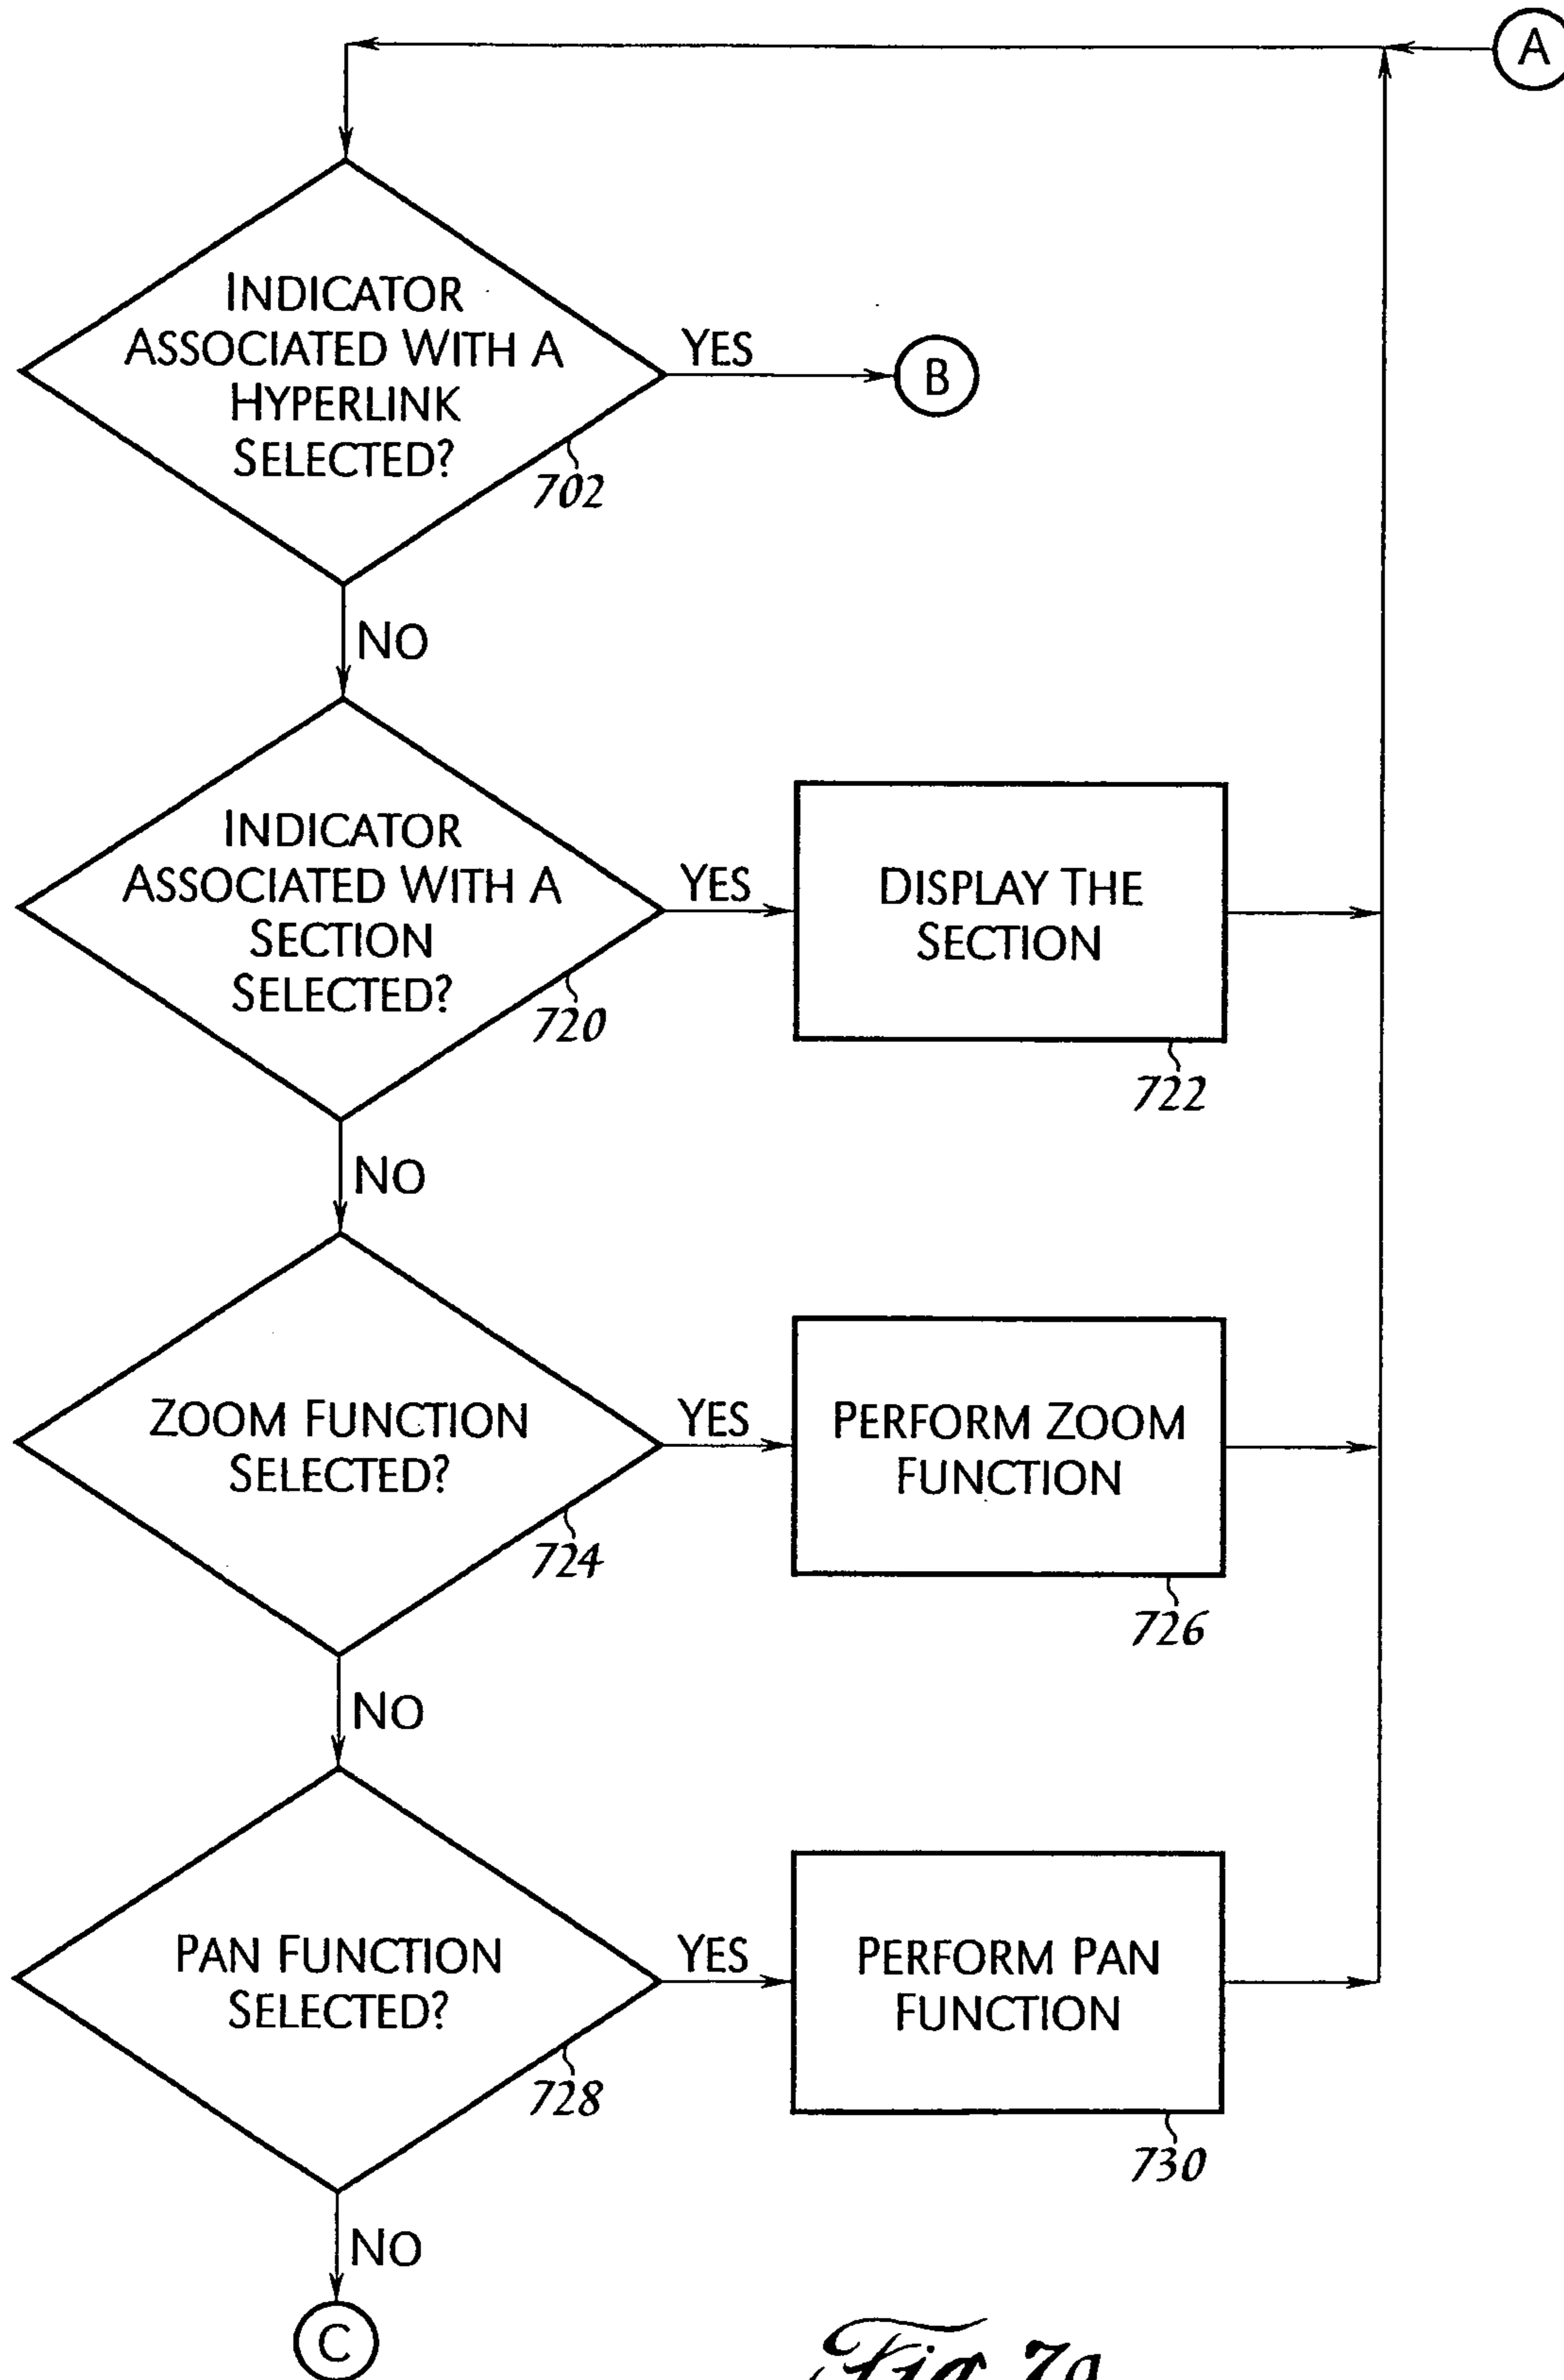 A
INDICATOR
ASSOCIATED WITH A
HYPERLINK
SELECTED?
702
YES
B
NO
INDICATOR
ASSOCIATED WITH A
SECTION
SELECTED?
720
YES
DISPLAY THE
SECTION
722
NO
ZOOM FUNCTION
SELECTED?
724
YES
PERFORM ZOOM
FUNCTION
726
NO
PAN FUNCTION
SELECTED?
728
YES
PERFORM PAN
FUNCTION
730
NO
C
Fig. 7a